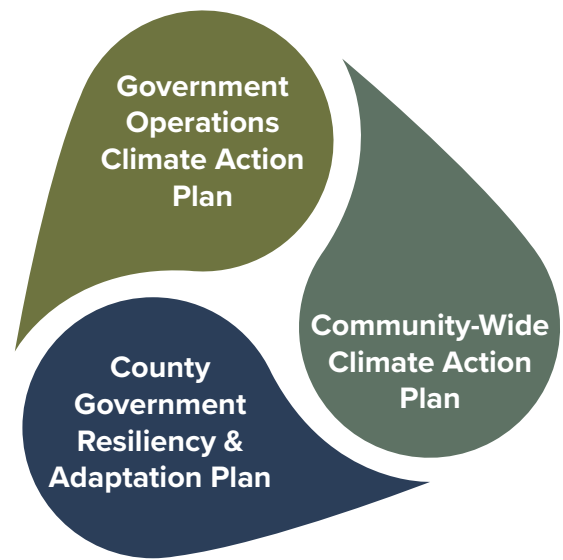 Government
Operations
Climate Action
Plan
Community-Wide
Climate Action
Plan
County
Government
Resiliency &
Adaptation Plan